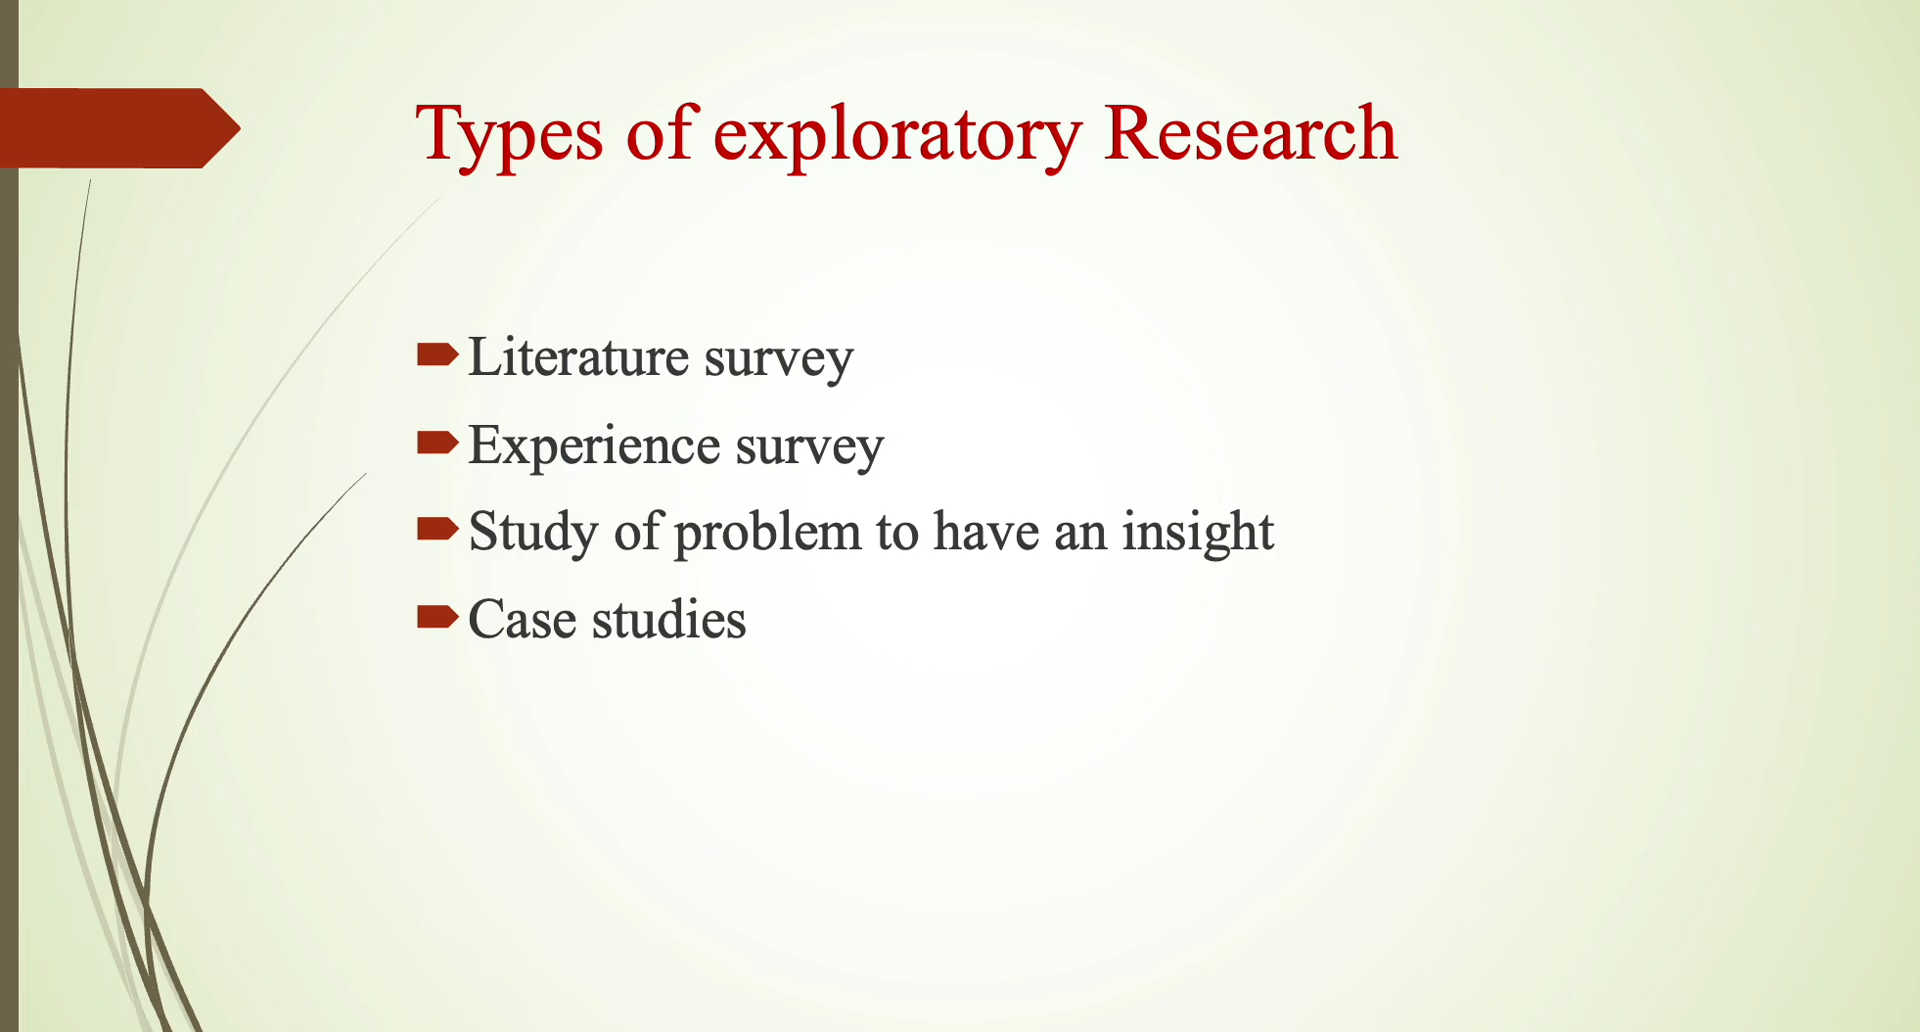 Types of exploratory Research
Literature survey
Experience survey
Study of problem to have an insight
Case studies